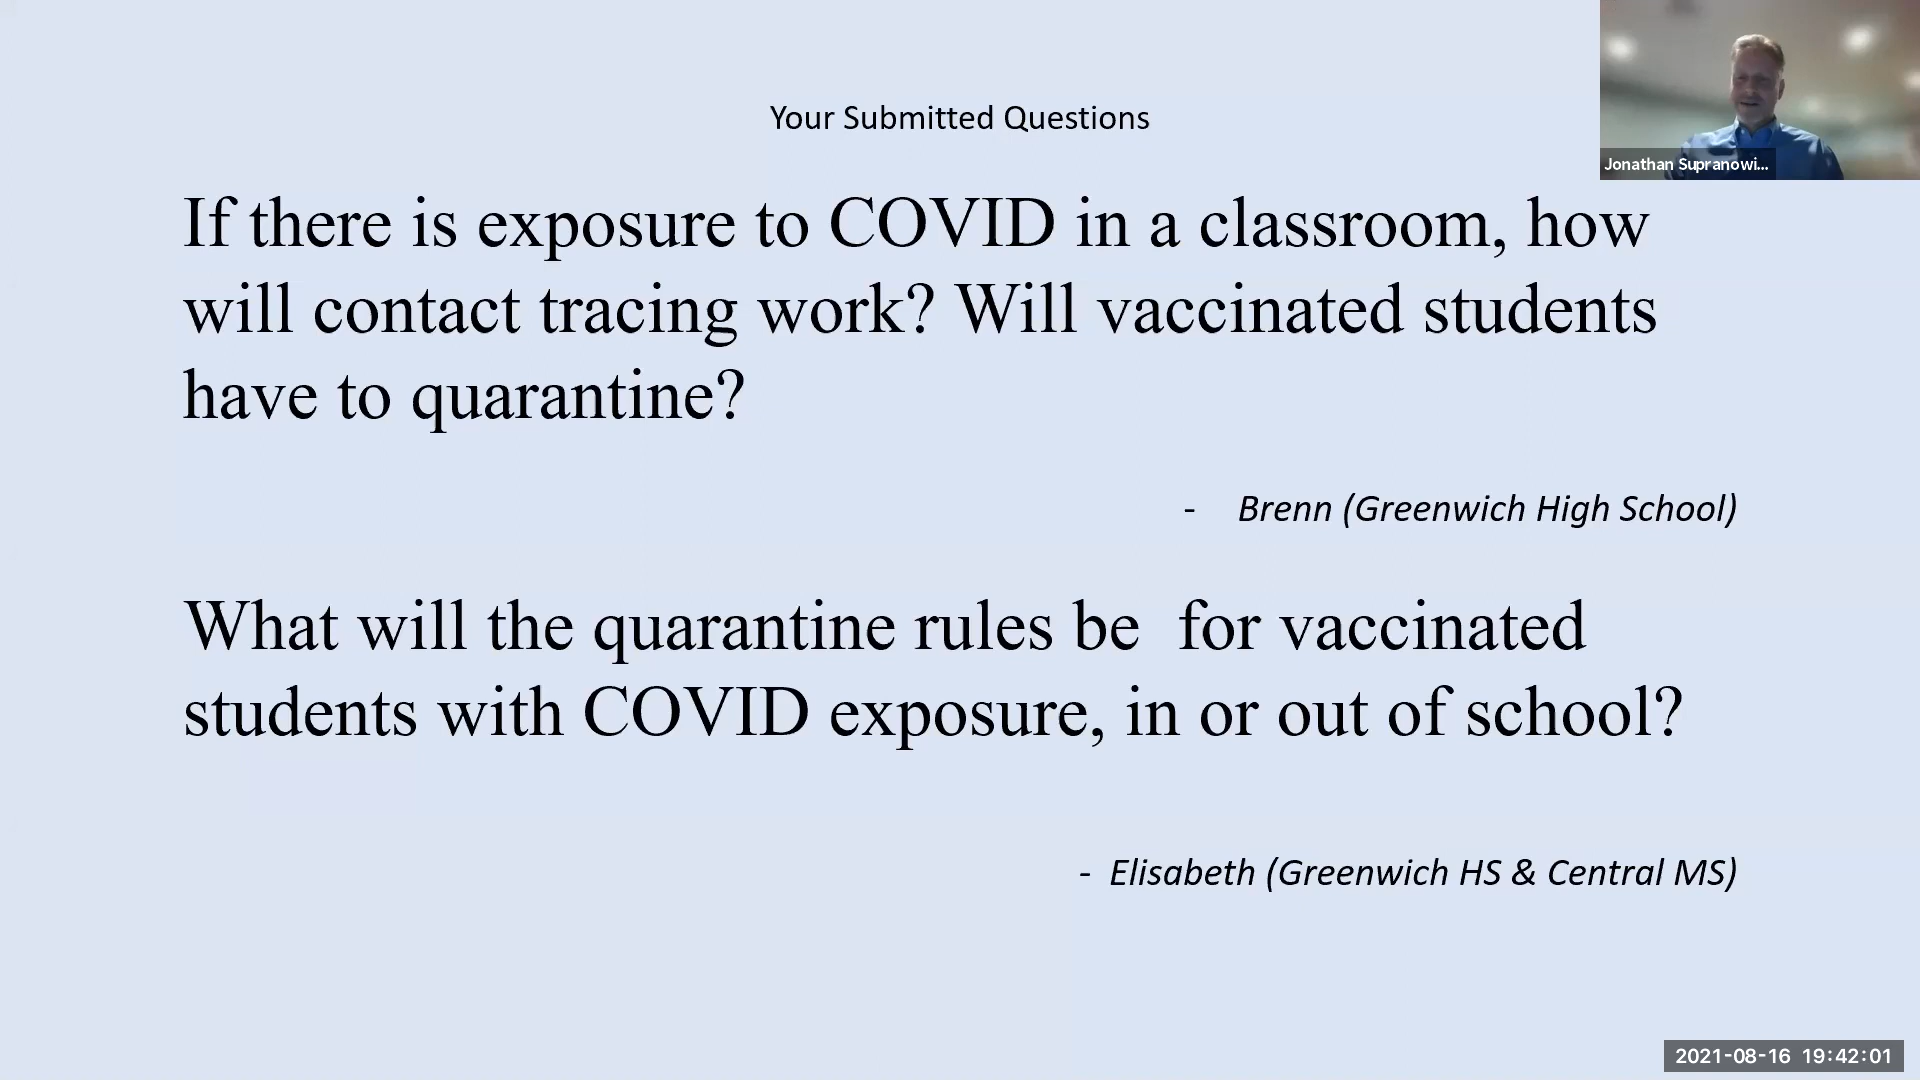 Your Submitted Questions
Jonathan Supranowi...
If there is exposure to COVID in a classroom, how
will contact tracing work? Will vaccinated students
have to quarantine?
- Brenn (Greenwich High School)
What will the quarantine rules be  for vaccinated
students with COVID exposure, in or out of school?
- Elisabeth (Greenwich HS & Central MS)
2021-08-16 19:42:01